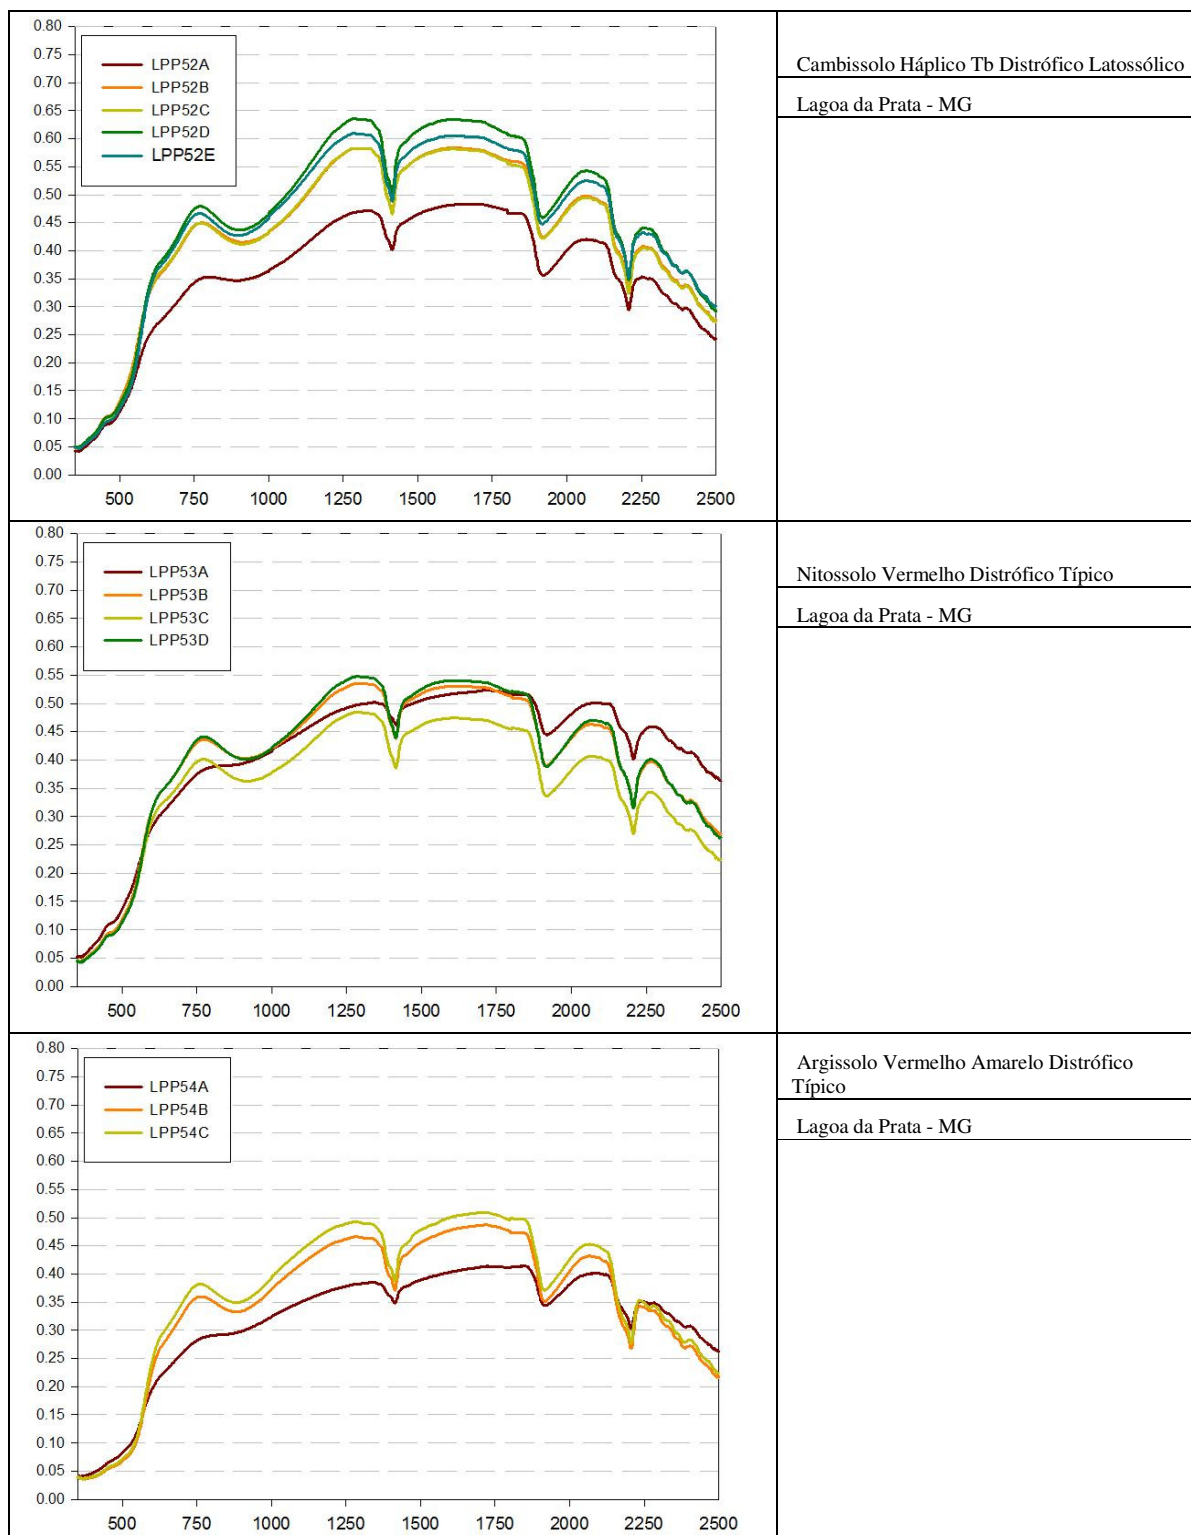 0.80
0.75
0.70
0.65
0.60
0.55
0.50
0.45
0.40
0.35
0.30
0.25
0.20
0.15
0.10
0.05
0.00
LPP52A
LPP52B
LPP52C
LPP52D
LPP52E
500 750 1000 1250 1500 1750 2000 2250 2500
Cambissolo Háplico Tb Distrófico Latossólico
Lagoa da Prata - MG
0.80
0.75
0.70
0.65
0.60
0.55
0.50
0.45
0.40
0.35
0.30
0.25
0.20
0.15
0.10
0.05
0.00
LPP53A
LPP53B
LPP53C
LPP53D
500 750 1000 1250 1500 1750 2000 2250 2500
Nitossolo Vermelho Distrófico Típico
Lagoa da Prata - MG
0.80
0.75
0.70
0.65
0.60
0.55
0.50
0.45
0.40
0.35
0.30
0.25
0.20
0.15
0.10
0.05
0.00
LPP54A
LPP54B
LPP54C
500 750 1000 1250 1500 1750 2000 2250 2500
Argissolo Vermelho Amarelo Distrófico
Típico
Lagoa da Prata - MG